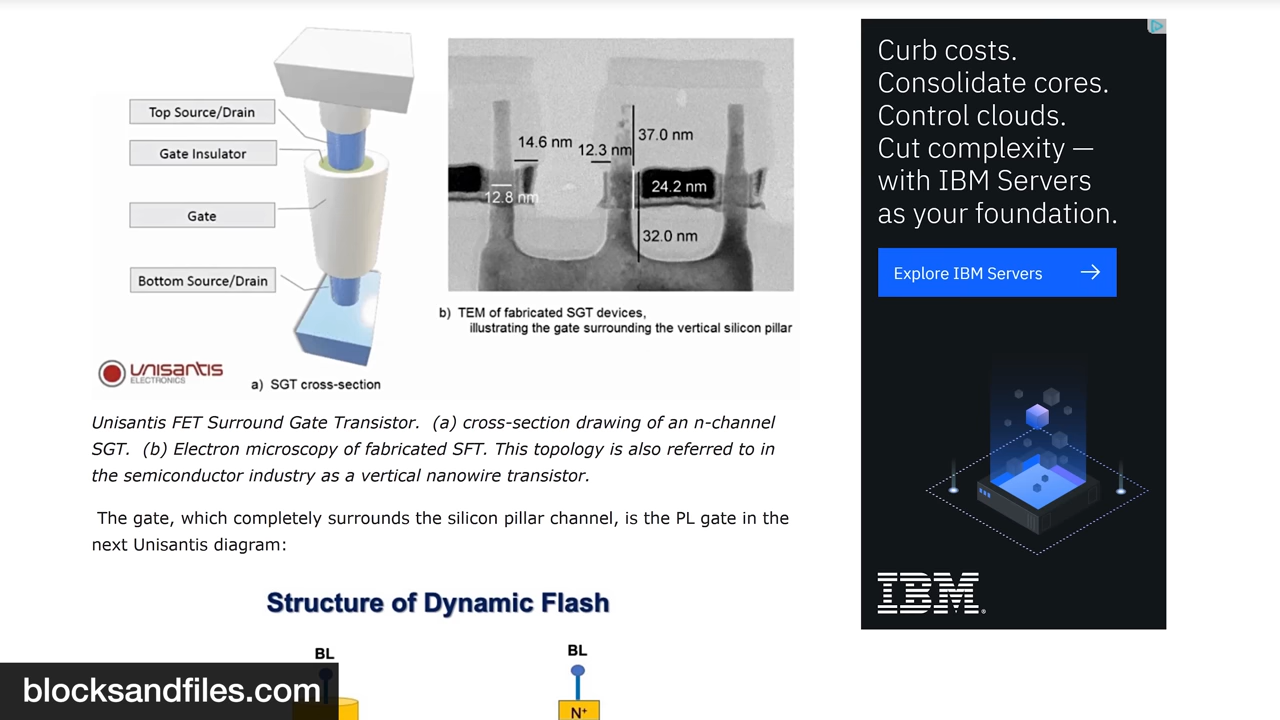 Top Source/Drain
Gate Insulator
Gate
Bottom Source/Drain
unisantis
ELECTRONICS
a) SGT cross-section
14.6 nm
12.3 nm
37.0 nm
12.8 nm
24.2 nm
32.0 nm
b) TEM of fabricated SGT devices,
illustrating the gate surrounding the vertical silicon pillar
Unisantis FET Surround Gate Transistor. (a) cross-section drawing of an n-channel
SGT. (b) Electron microscopy of fabricated SFT. This topology is also referred to in
the semiconductor industry as a vertical nanowire transistor.
The gate, which completely surrounds the silicon pillar channel, is the PL gate in the
next Unisantis diagram:
Structure of Dynamic Flash
BL
BL
N+
blocksandfiles.com
Curb costs.
Consolidate cores.
Control clouds.
Cut complexity —
with IBM Servers
as your foundation.
Explore IBM Servers
IBM®